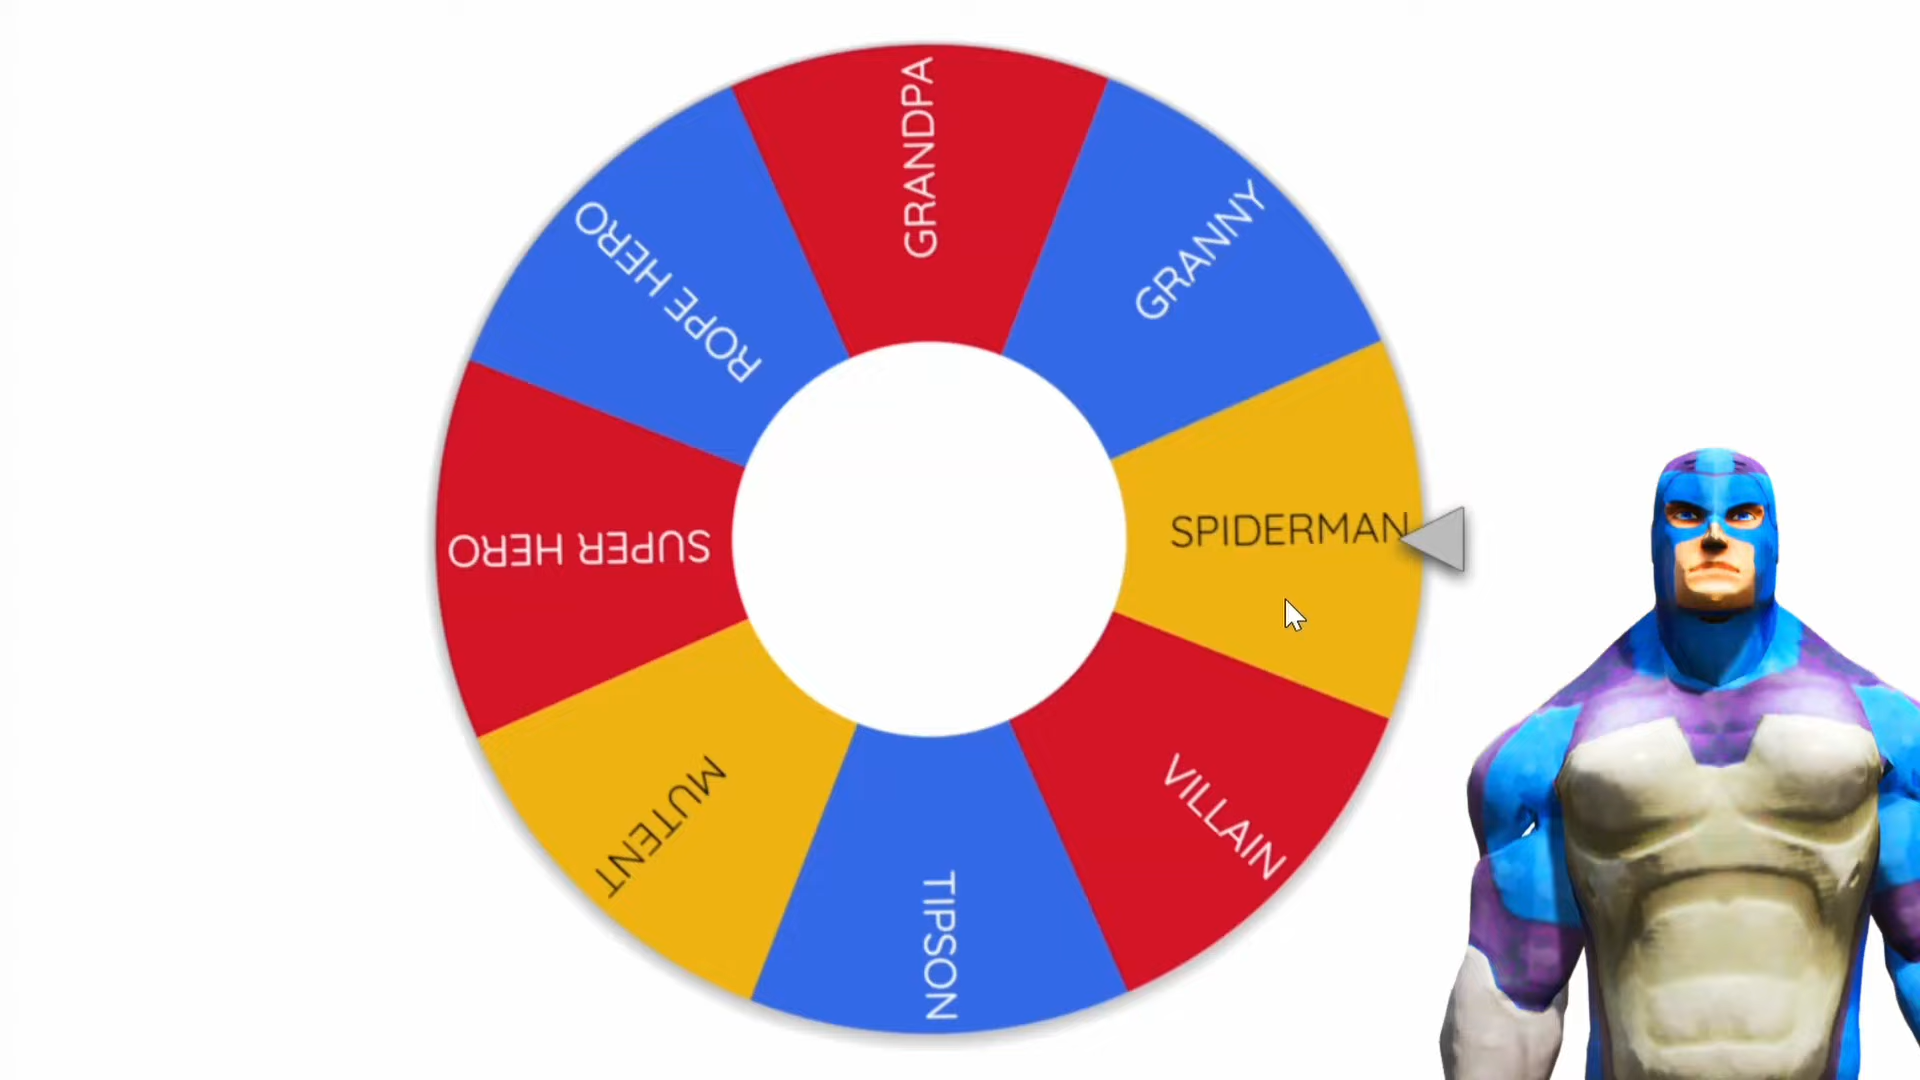 GRANDPA
GRANNY
SPIDERMAN
VILLAIN
TIPSON
MUTENT
SUPER HERO
ROPE HERO